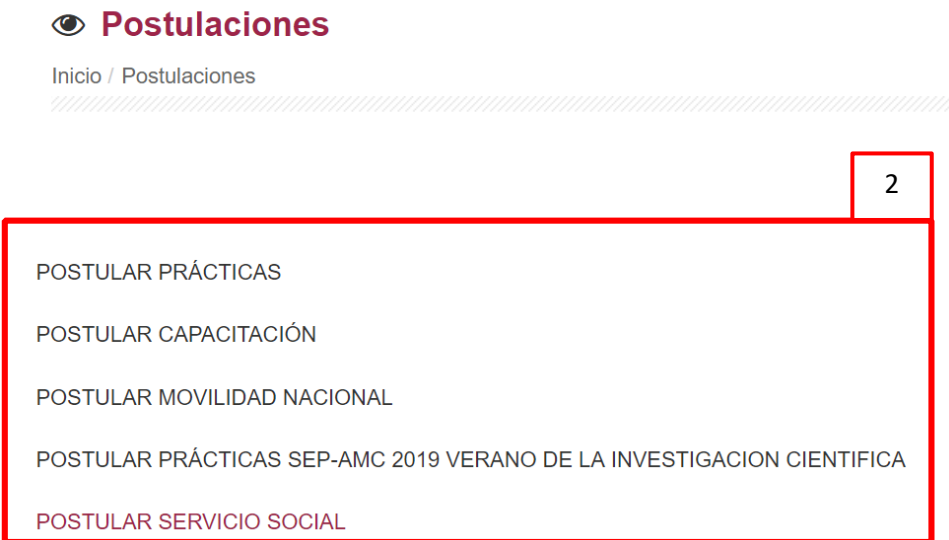 Postulaciones
Inicio / Postulaciones
2
POSTULAR PRÁCTICAS
POSTULAR CAPACITACIÓN
POSTULAR MOVILIDAD NACIONAL
POSTULAR PRÁCTICAS SEP-AMC 2019 VERANO DE LA INVESTIGACION CIENTIFICA
POSTULAR SERVICIO SOCIAL